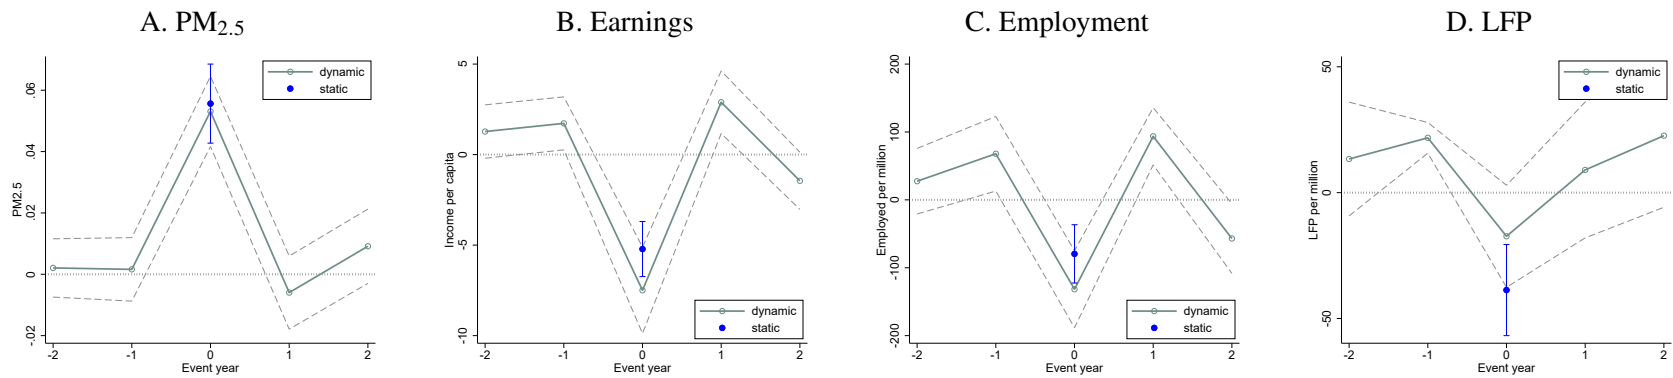 A. PM2.5
PM2.5
.06
.04
.02
0
-.02
-2
-1
0
1
2
Event year
dynamic
static
B. Earnings
Income per capita
5
0
-5
-10
-2
-1
0
1
2
Event year
dynamic
static
C. Employment
Employed per million
200
100
0
-100
-200
-2
-1
0
1
2
Event year
dynamic
static
D. LFP
LFP per million
50
0
-50
-2
-1
0
1
2
Event year
dynamic
static